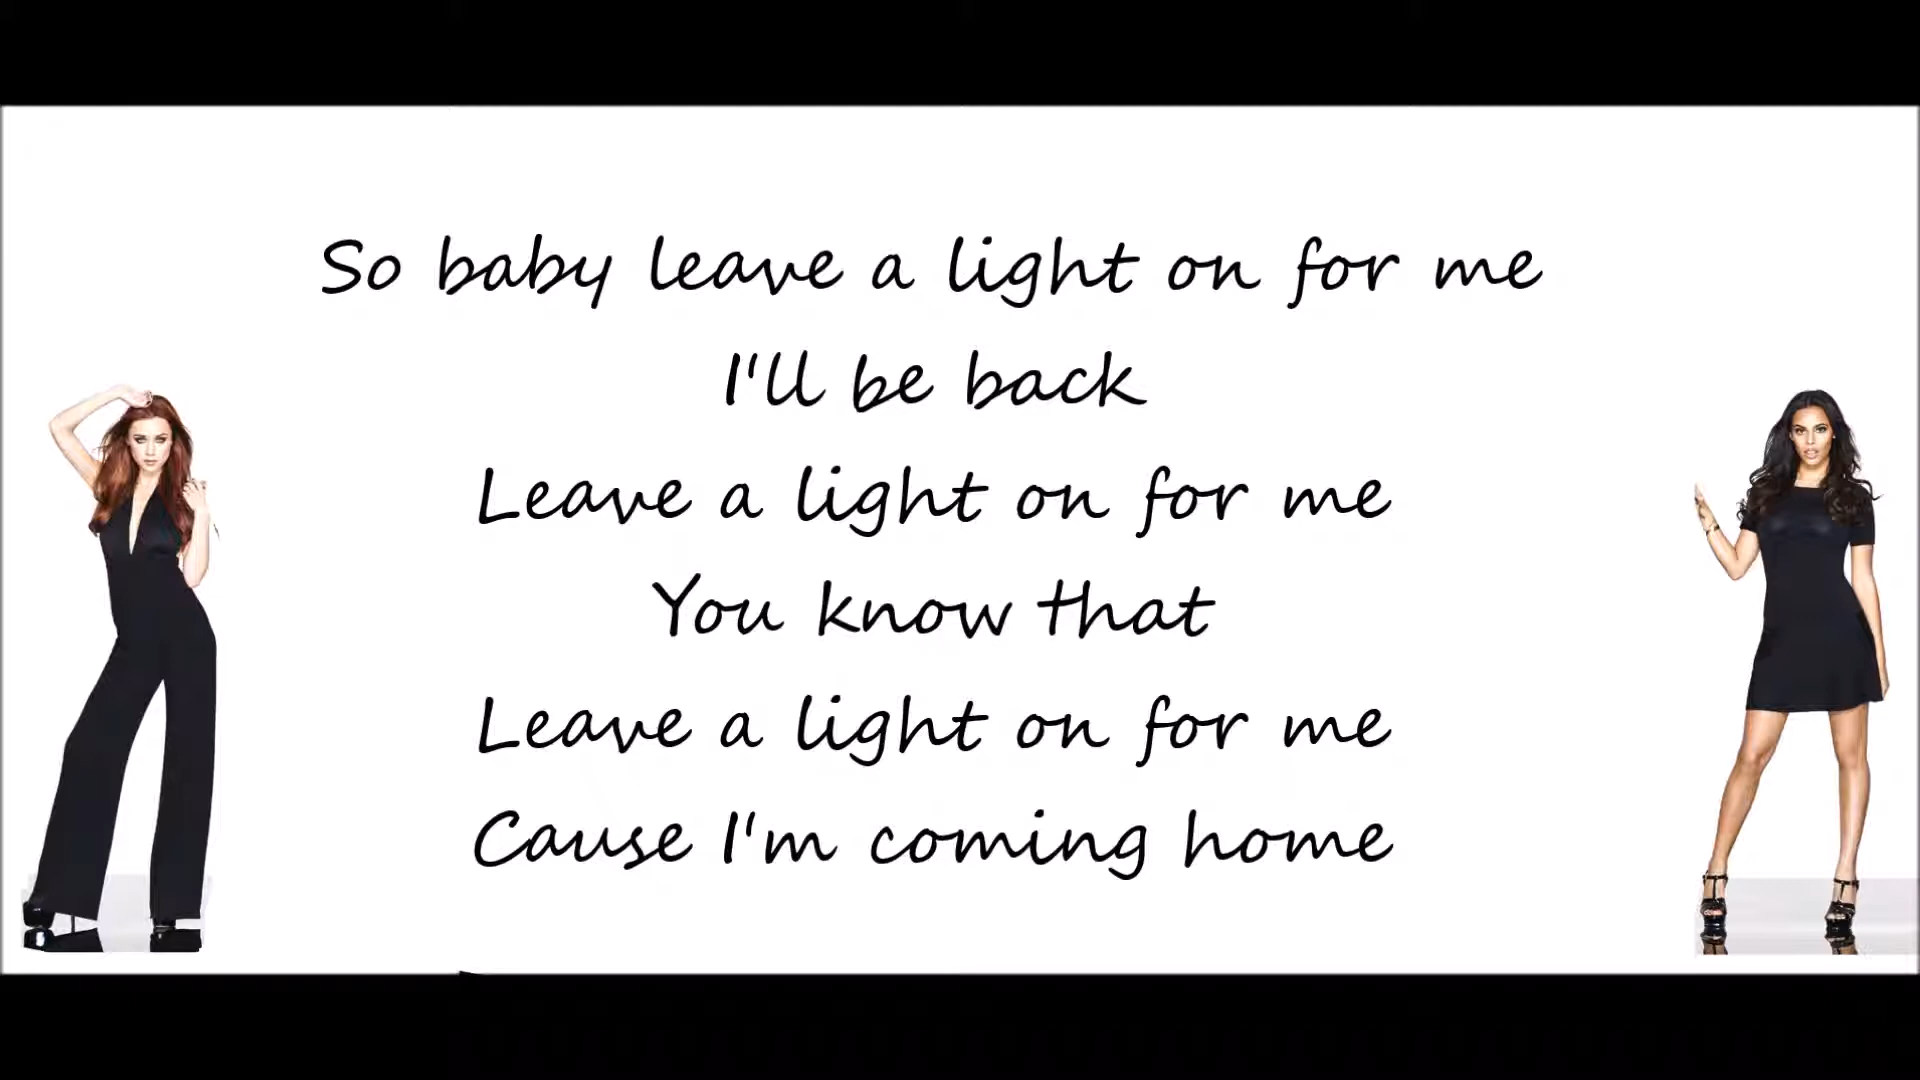 So baby leave a light on for me
I'll be back
Leave a light on for me
You know that
Leave a light on for me
Cause I'm coming home